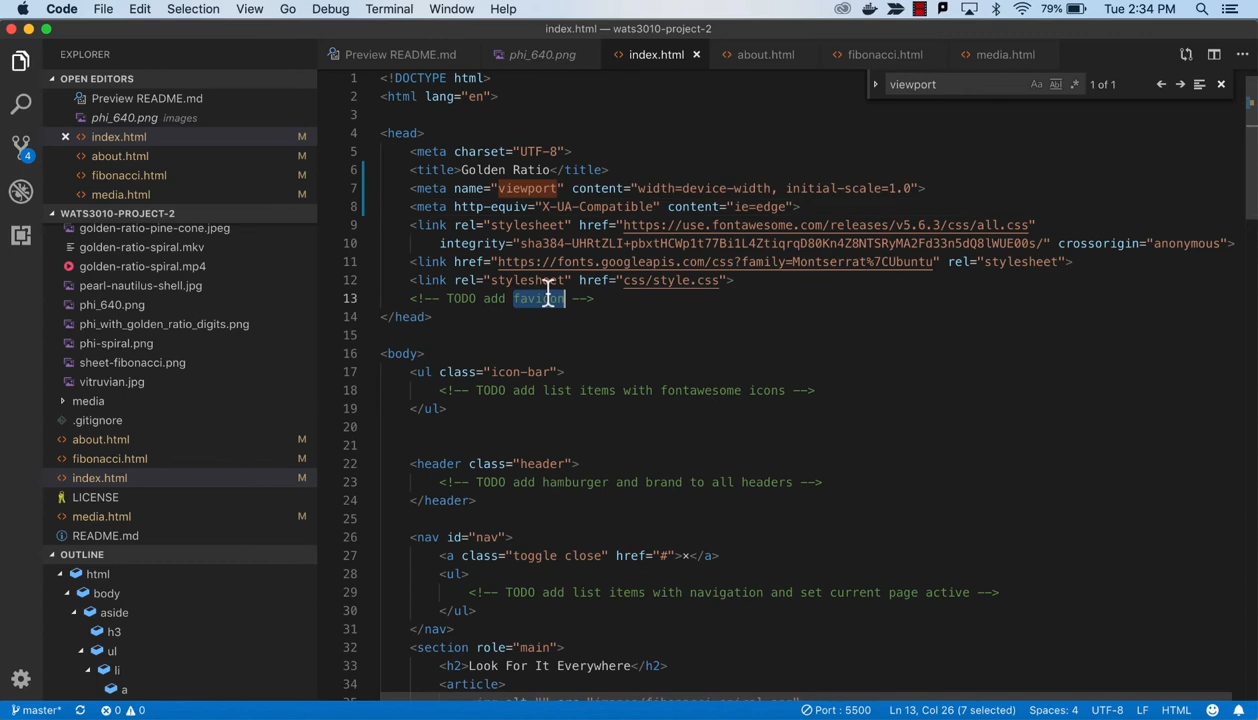 Code File Edit Selection View Go Debug Terminal Window Help 79% Tue 2:34 PM
index.html — wats3010-project-2
EXPLORER
OPEN EDITORS
Preview README.md
phi_640.png images
index.html M
about.html M
fibonacci.html M
media.html M
WATS3010-PROJECT-2
golden-ratio-pine-cone.jpeg
golden-ratio-spiral.mkv
golden-ratio-spiral.mp4
pearl-nautilus-shell.jpg
phi_640.png
phi_with_golden_ratio_digits.png
phi-spiral.png
sheet-fibonacci.png
vitruvian.jpg
media
.gitignore
about.html M
fibonacci.html M
index.html M
LICENSE
media.html M
README.md
OUTLINE
html
body
aside
h3
ul
li
a
4
Preview README.md phi_640.png index.html about.html fibonacci.html media.html
viewport Aa Abl .* 1 of 1
1 <!DOCTYPE html>
2 <html lang="en">
3
4 <head>
5 <meta charset="UTF-8">
6 <title>Golden Ratio</title>
7 <meta name="viewport" content="width=device-width, initial-scale=1.0">
8 <meta http-equiv="X-UA-Compatible" content="ie=edge">
9 <link rel="stylesheet" href="https://use.fontawesome.com/releases/v5.6.3/css/all.css"
10 integrity="sha384-UHRtZLI+pbxtHCWp1t77Bi1L4ZtiqrqD80Kn4Z8NTSRyMA2Fd33n5dQ8lWUE00s/" crossorigin="anonymous">
11 <link href="https://fonts.googleapis.com/css?family=Montserrat%7CUbuntu" rel="stylesheet">
12 <link rel="stylesheet" href="css/style.css">
13 <!-- TODO add favicon -->
14 </head>
15
16 <body>
17 <ul class="icon-bar">
18 <!-- TODO add list items with fontawesome icons -->
19 </ul>
20
21
22 <header class="header">
23 <!-- TODO add hamburger and brand to all headers -->
24 </header>
25
26 <nav id="nav">
27 <a class="toggle close" href="#">×</a>
28 <ul>
29 <!-- TODO add list items with navigation and set current page active -->
30 </ul>
31 </nav>
32 <section role="main">
33 <h2>Look For It Everywhere</h2>
34 <article>
master* 0 0 Port : 5500 Ln 13, Col 26 (7 selected) Spaces: 4 UTF-8 LF HTML